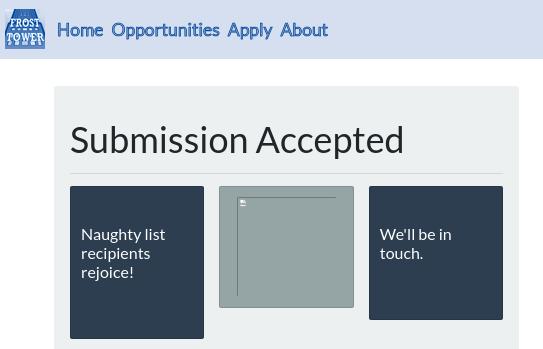 FROST
TOWER
Home Opportunities Apply About
Submission Accepted
Naughty list
recipients
rejoice!
We'll be in
touch.